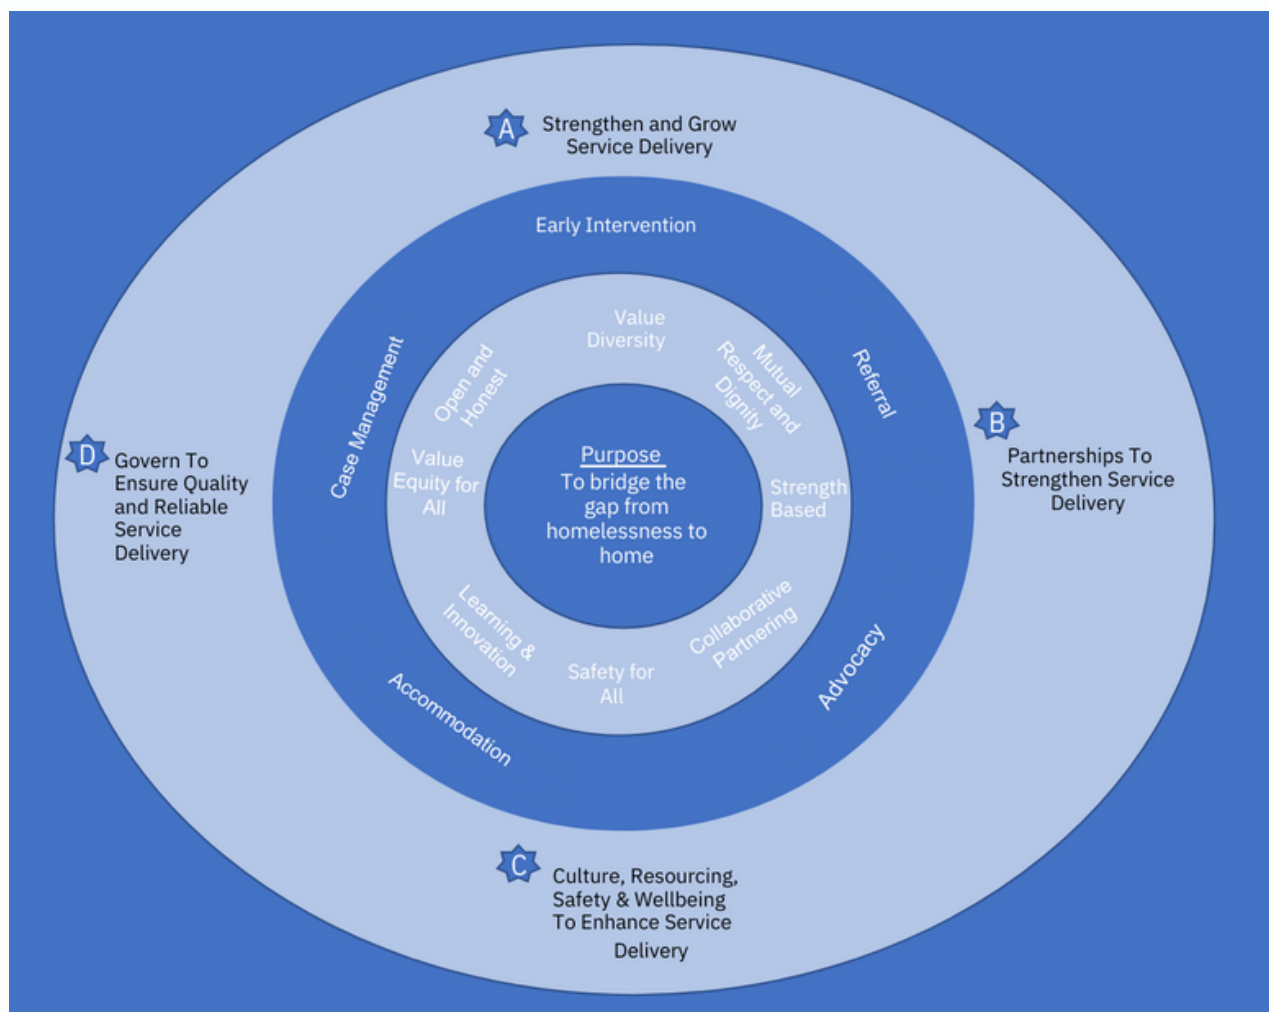 A
Strengthen and Grow
Service Delivery
Early Intervention
Value
Diversity
Mutual
Respect and
Dignity
Open and
Honest
Referral
Case Management
B
Partnerships To
Strengthen Service
Delivery
D
Govern To
Ensure Quality
and Reliable
Service
Delivery
Value
Equity for
All
Purpose
To bridge the
gap from
homelessness to
home
Strength
Based
Learning &
Innovation
Collaborative
Partnering
Safety for
All
Advocacy
Accommodation
C
Culture, Resourcing,
Safety & Wellbeing
To Enhance Service
Delivery